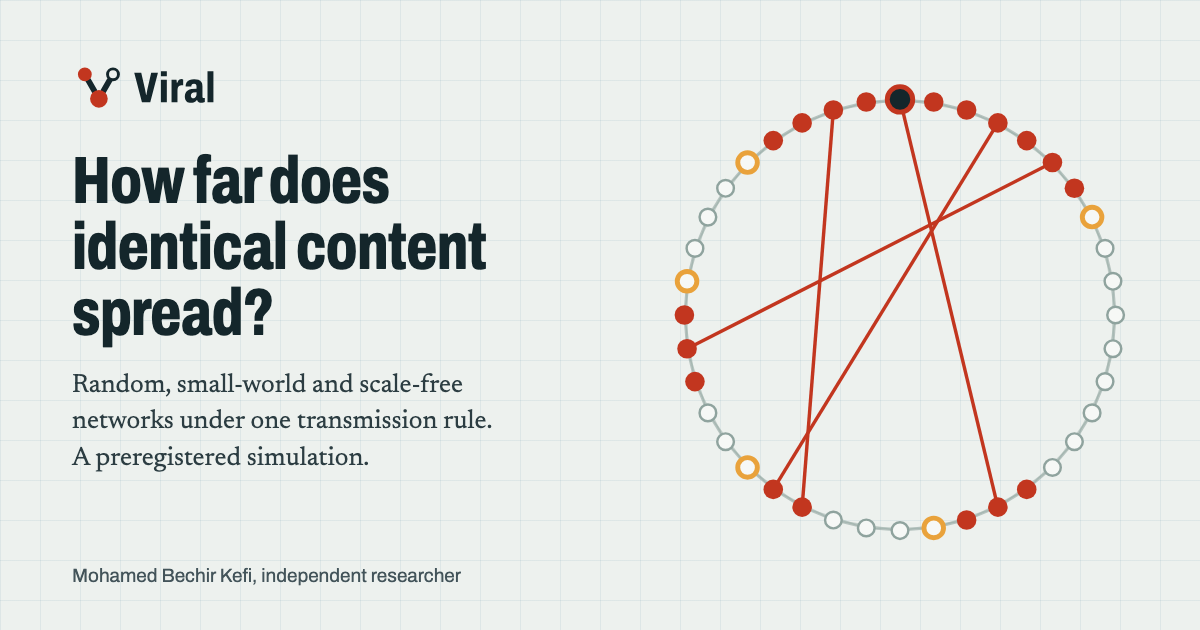 Viral
How far does
identical content
spread?
Random, small-world and scale-free
networks under one transmission rule.
A preregistered simulation.
Mohamed Bechir Kefi, independent researcher